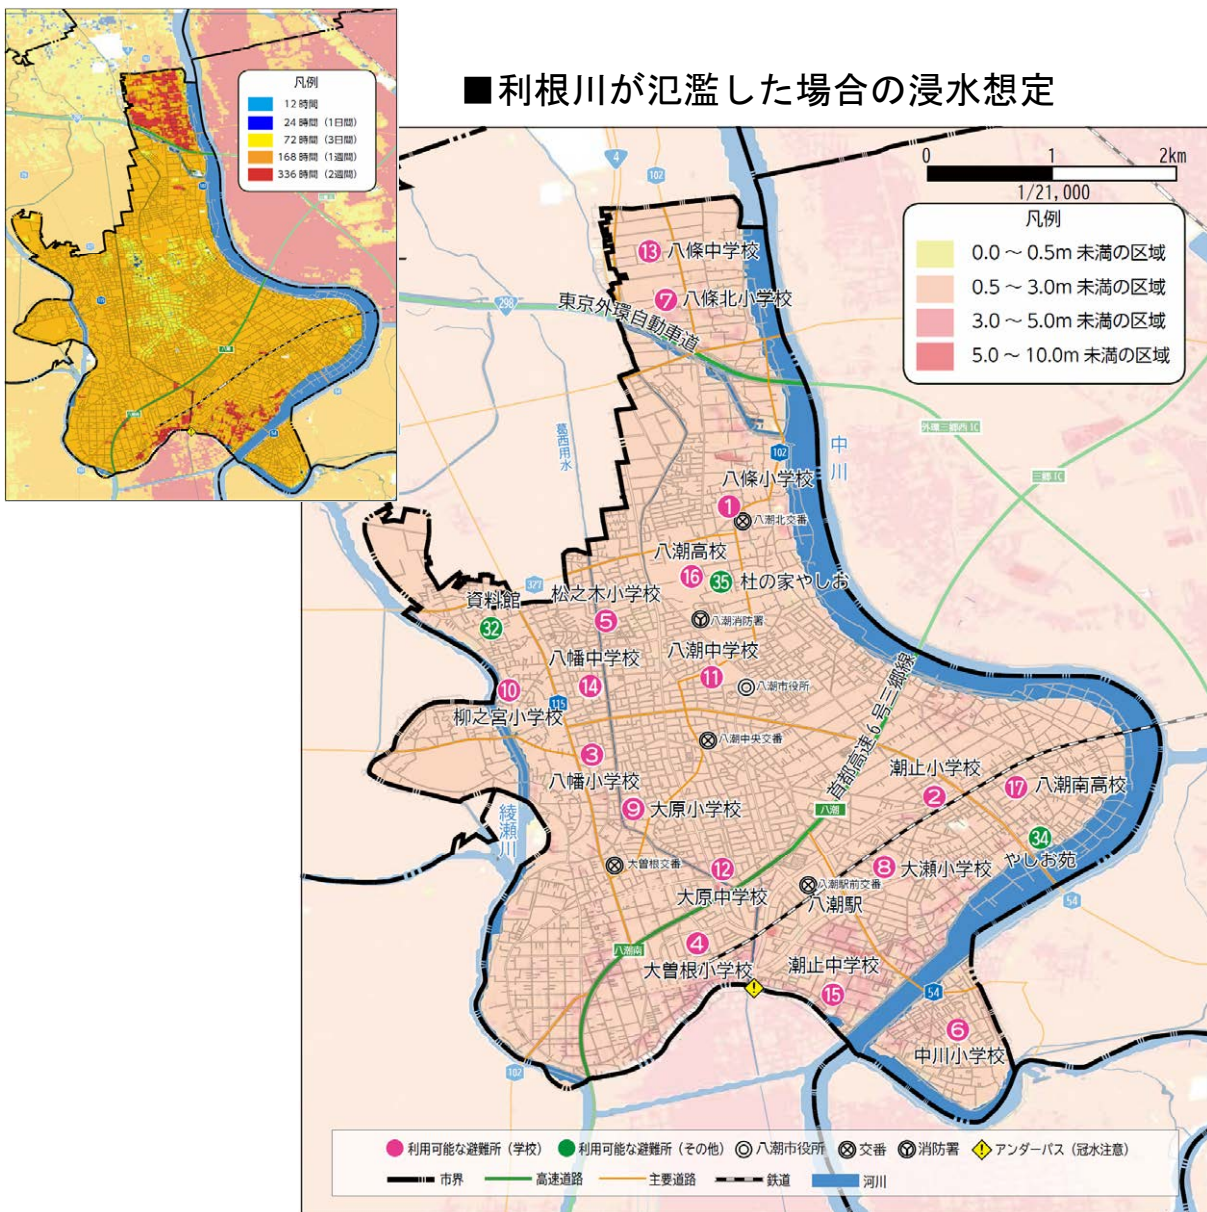 ■利根川が氾濫した場合の浸水想定
凡例
12時間
24時間（1日間）
72時間（3日間）
168時間（1週間）
336時間（2週間）
0 1 2km
1/21,000
凡例
0.0～0.5m未満の区域
0.5～3.0m未満の区域
3.0～5.0m未満の区域
5.0～10.0m未満の区域
4
102
13 八條中学校
7 八條北小学校
298
東京外環自動車道
外環三郷西IC
三郷IC
葛西用水
中川
102
八條小学校
1
八潮北交番
八潮高校
16
35 杜の家やしお
327
松之木小学校
5
資料館
32
八潮消防署
八幡中学校
14
八潮中学校
11
八潮市役所
10
柳之宮小学校
115
首都高速6号三郷線
八潮中央交番
3
八幡小学校
潮止小学校
2
17 八潮南高校
9 大原小学校
八潮
綾瀬川
34
やしお苑
大曽根交番
12
大原中学校
8 大瀬小学校
八潮駅前交番
八潮駅
54
八潮南
4
大曽根小学校
潮止中学校
15
54
6
中川小学校
102
利用可能な避難所（学校） 利用可能な避難所（その他） 八潮市役所 交番 消防署 アンダーパス（冠水注意）
市界 高速道路 主要道路 鉄道 河川